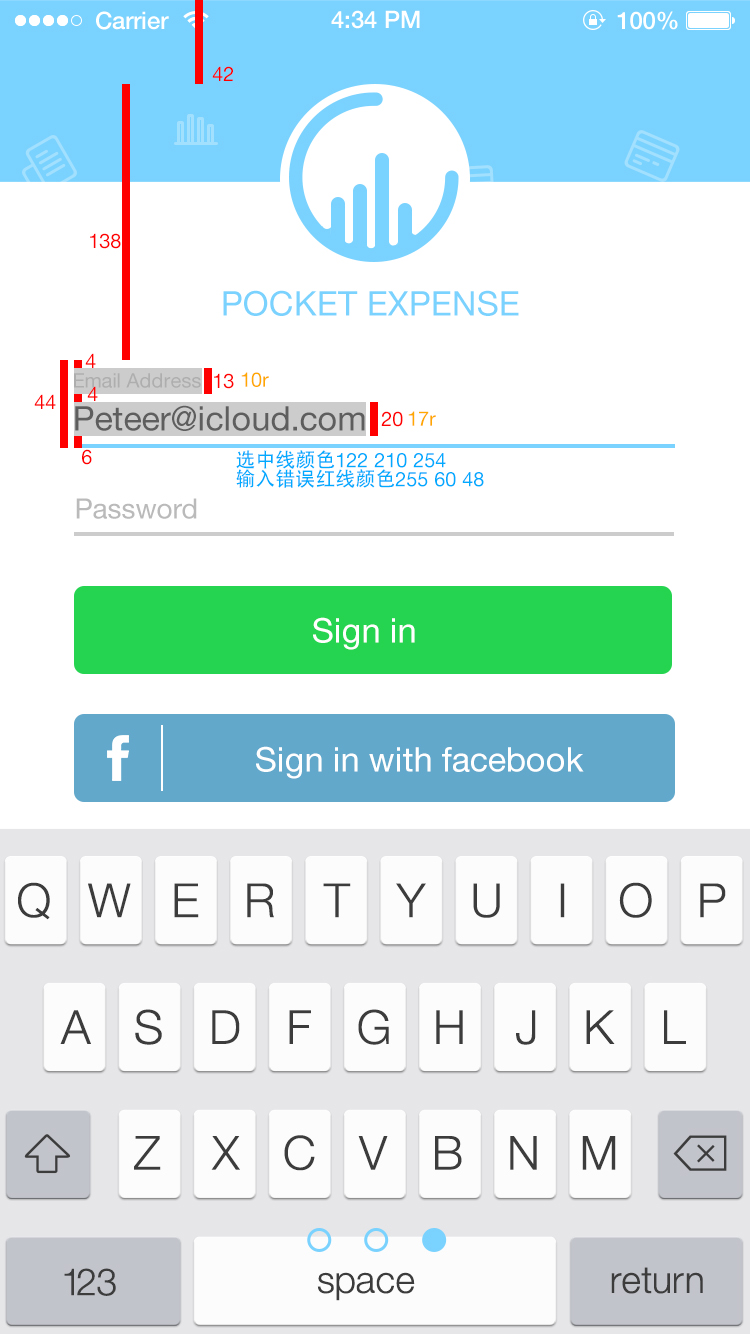 Carrier 4:34 PM 100%
42
138
POCKET EXPENSE
4
Email Address 13 10r
44 4
Peteer@icloud.com 20 17r
6
选中线颜色122 210 254
输入错误红线颜色255 60 48
Password
Sign in
f Sign in with facebook
Q W E R T Y U I O P
A S D F G H J K L
Z X C V B N M
123 space return